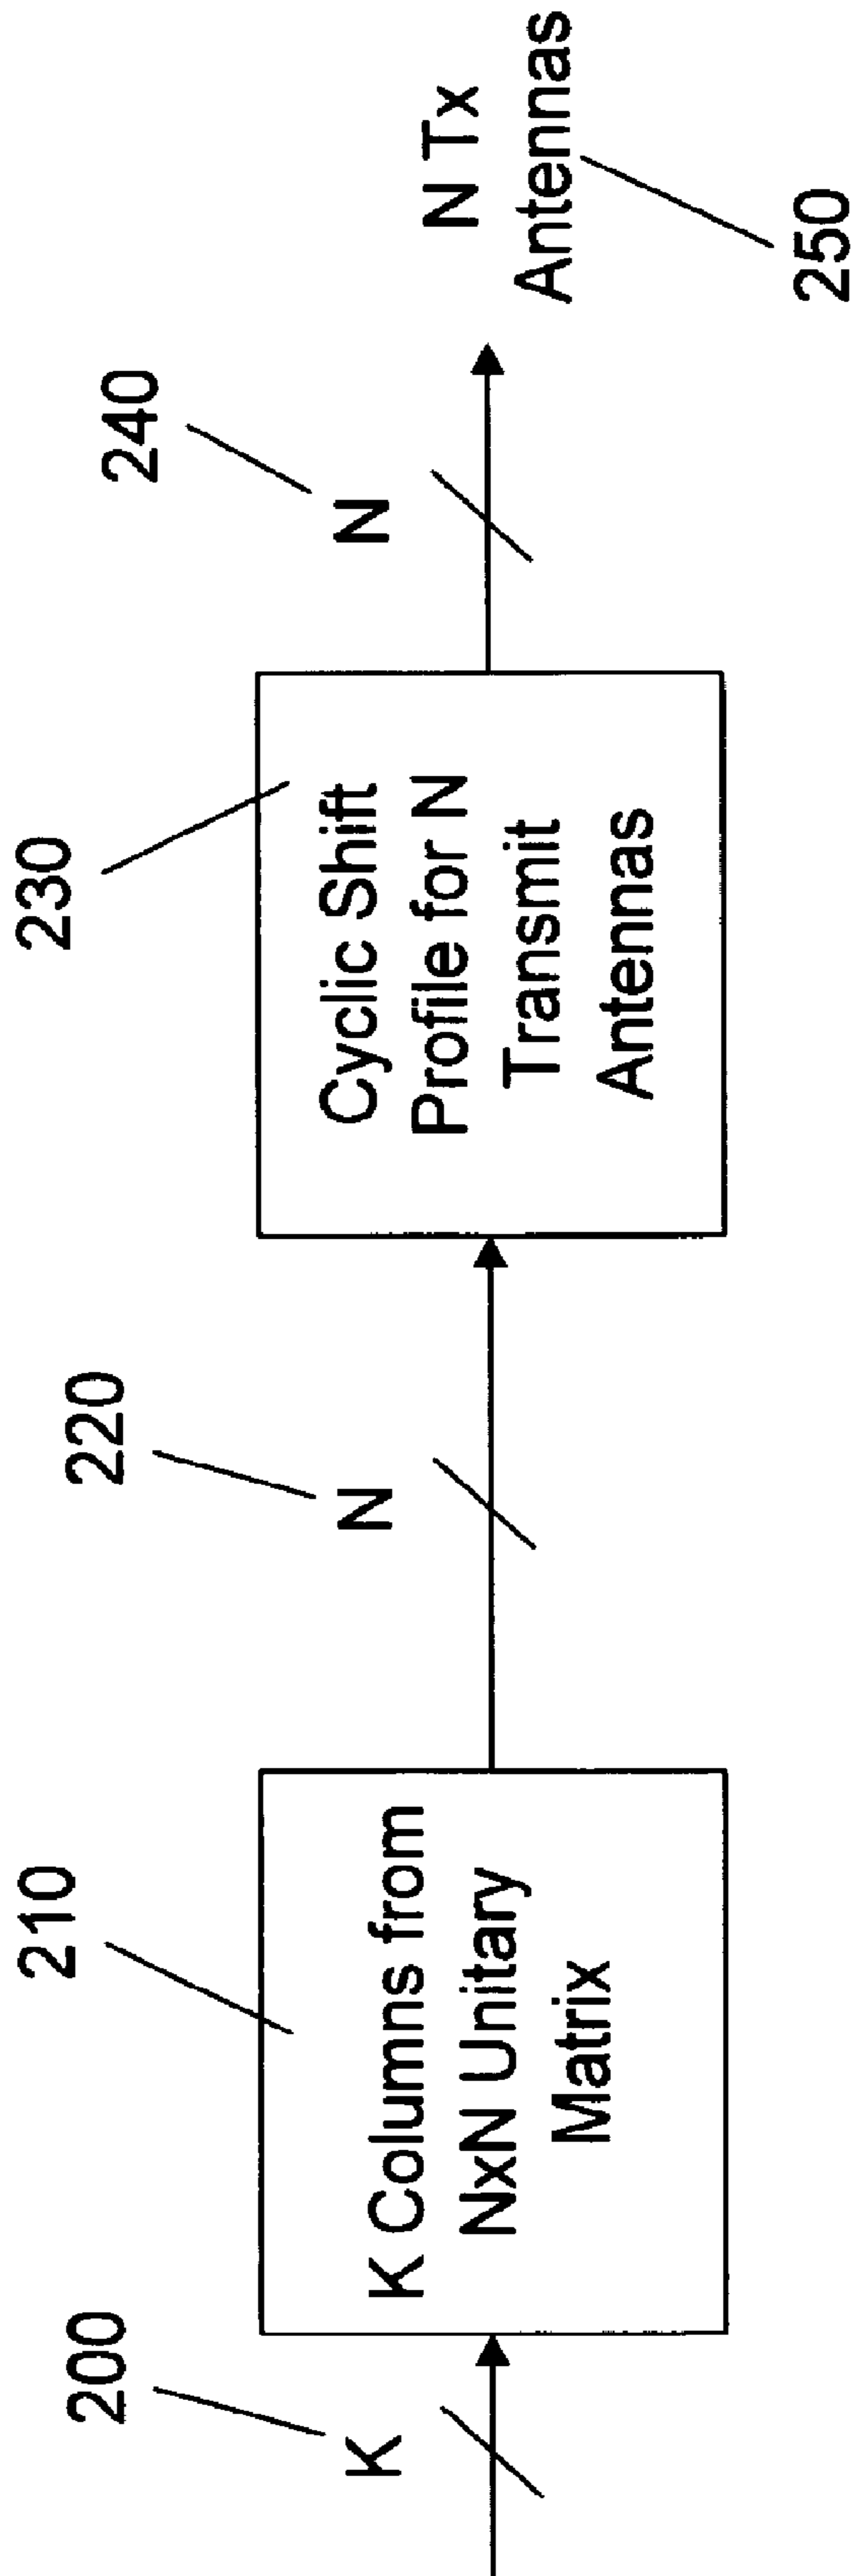 200
K
210
K Columns from
NxN Unitary
Matrix
220
N
230
Cyclic Shift
Profile for N
Transmit
Antennas
240
N
N Tx
Antennas
250